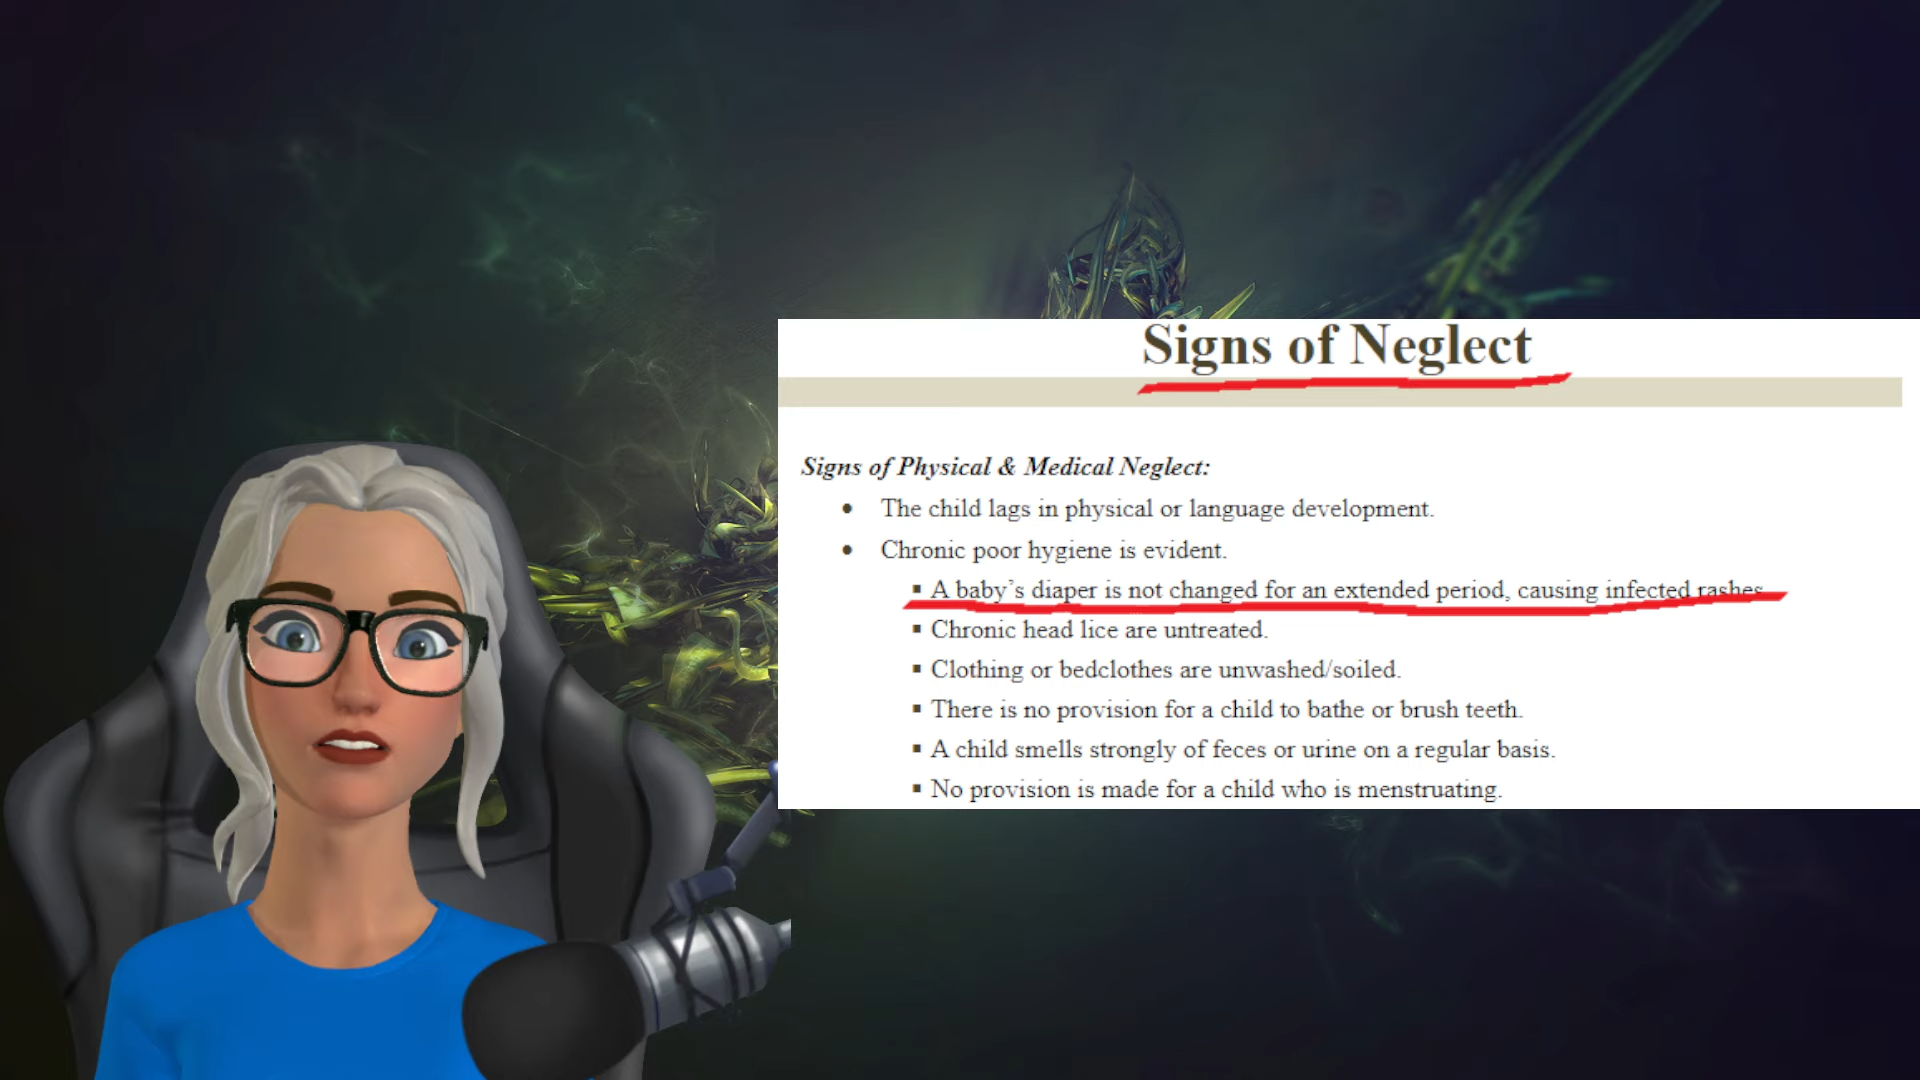 Signs of Neglect
Signs of Physical & Medical Neglect:
• The child lags in physical or language development.
• Chronic poor hygiene is evident.
▪ A baby’s diaper is not changed for an extended period, causing infected rashes
▪ Chronic head lice are untreated.
▪ Clothing or bedclothes are unwashed/soiled.
▪ There is no provision for a child to bathe or brush teeth.
▪ A child smells strongly of feces or urine on a regular basis.
▪ No provision is made for a child who is menstruating.